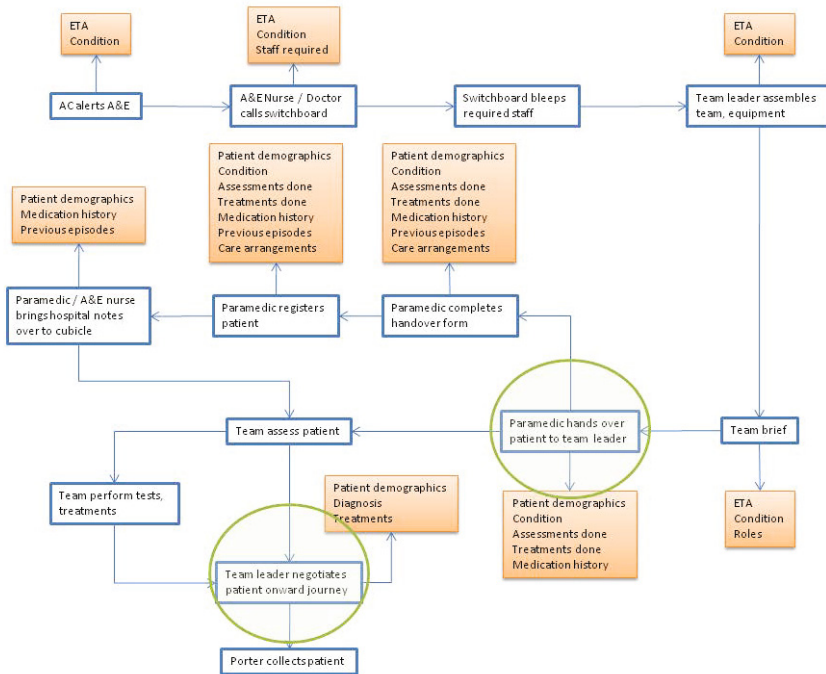 ETA
Condition
ETA
Condition
Staff required
ETA
Condition
AC alerts A&E
A&E Nurse / Doctor
calls switchboard
Switchboard bleeps
required staff
Team leader assembles
team, equipment
Patient demographics
Condition
Assessments done
Treatments done
Medication history
Previous episodes
Care arrangements
Patient demographics
Condition
Assessments done
Treatments done
Medication history
Previous episodes
Care arrangements
Patient demographics
Medication history
Previous episodes
Paramedic / A&E nurse
brings hospital notes
over to cubicle
Paramedic registers
patient
Paramedic completes
handover form
Team assess patient
Paramedic hands over
patient to team leader
Team brief
Team perform tests,
treatments
Patient demographics
Diagnosis
Treatments
Patient demographics
Condition
Assessments done
Treatments done
Medication history
ETA
Condition
Roles
Team leader negotiates
patient onward journey
Porter collects patient